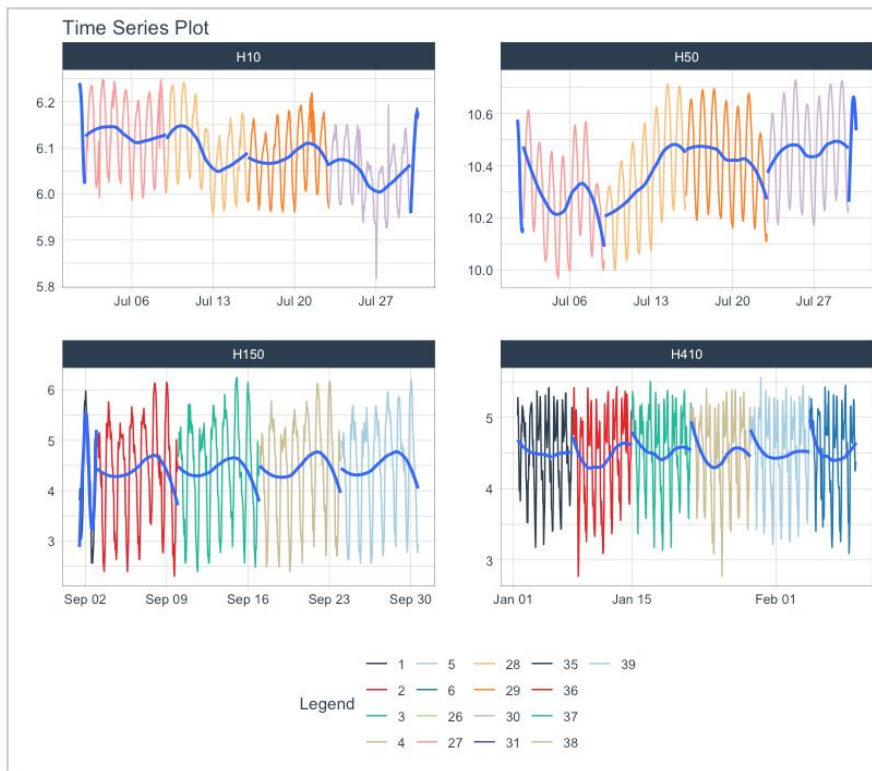 Time Series Plot
H10
H50
6.2
6.1
6.0
5.9
5.8
10.6
10.4
10.2
10.0
Jul 06 Jul 13 Jul 20 Jul 27
Jul 06 Jul 13 Jul 20 Jul 27
H150
H410
6
5
4
3
5
4
3
Sep 02 Sep 09 Sep 16 Sep 23 Sep 30
Jan 01 Jan 15 Feb 01
Legend
1 5 28 35 39
2 6 29 36
3 26 30 37
4 27 31 38